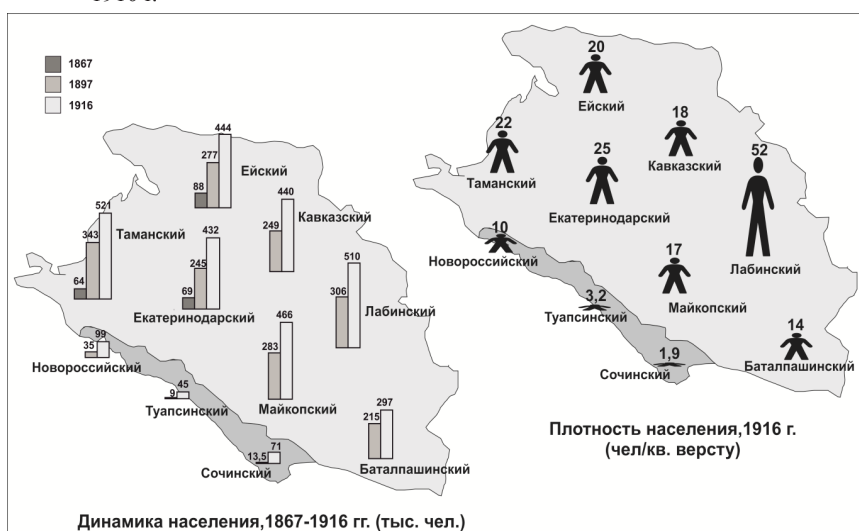 1916 г.
1867
1897
1916
88
277
444
Ейский
64
343
521
Таманский
69
245
432
Екатеринодарский
249
440
Кавказский
306
510
Лабинский
35
99
Новороссийский
283
466
Майкопский
9
45
Туапсинский
13,5
71
Сочинский
215
297
Баталпашинский
Динамика населения,1867-1916 гг. (тыс. чел.)
20
Ейский
22
Таманский
18
Кавказский
25
Екатеринодарский
52
Лабинский
10
Новороссийский
17
Майкопский
3,2
Туапсинский
14
Баталпашинский
1,9
Сочинский
Плотность населения,1916 г.
(чел/кв. версту)